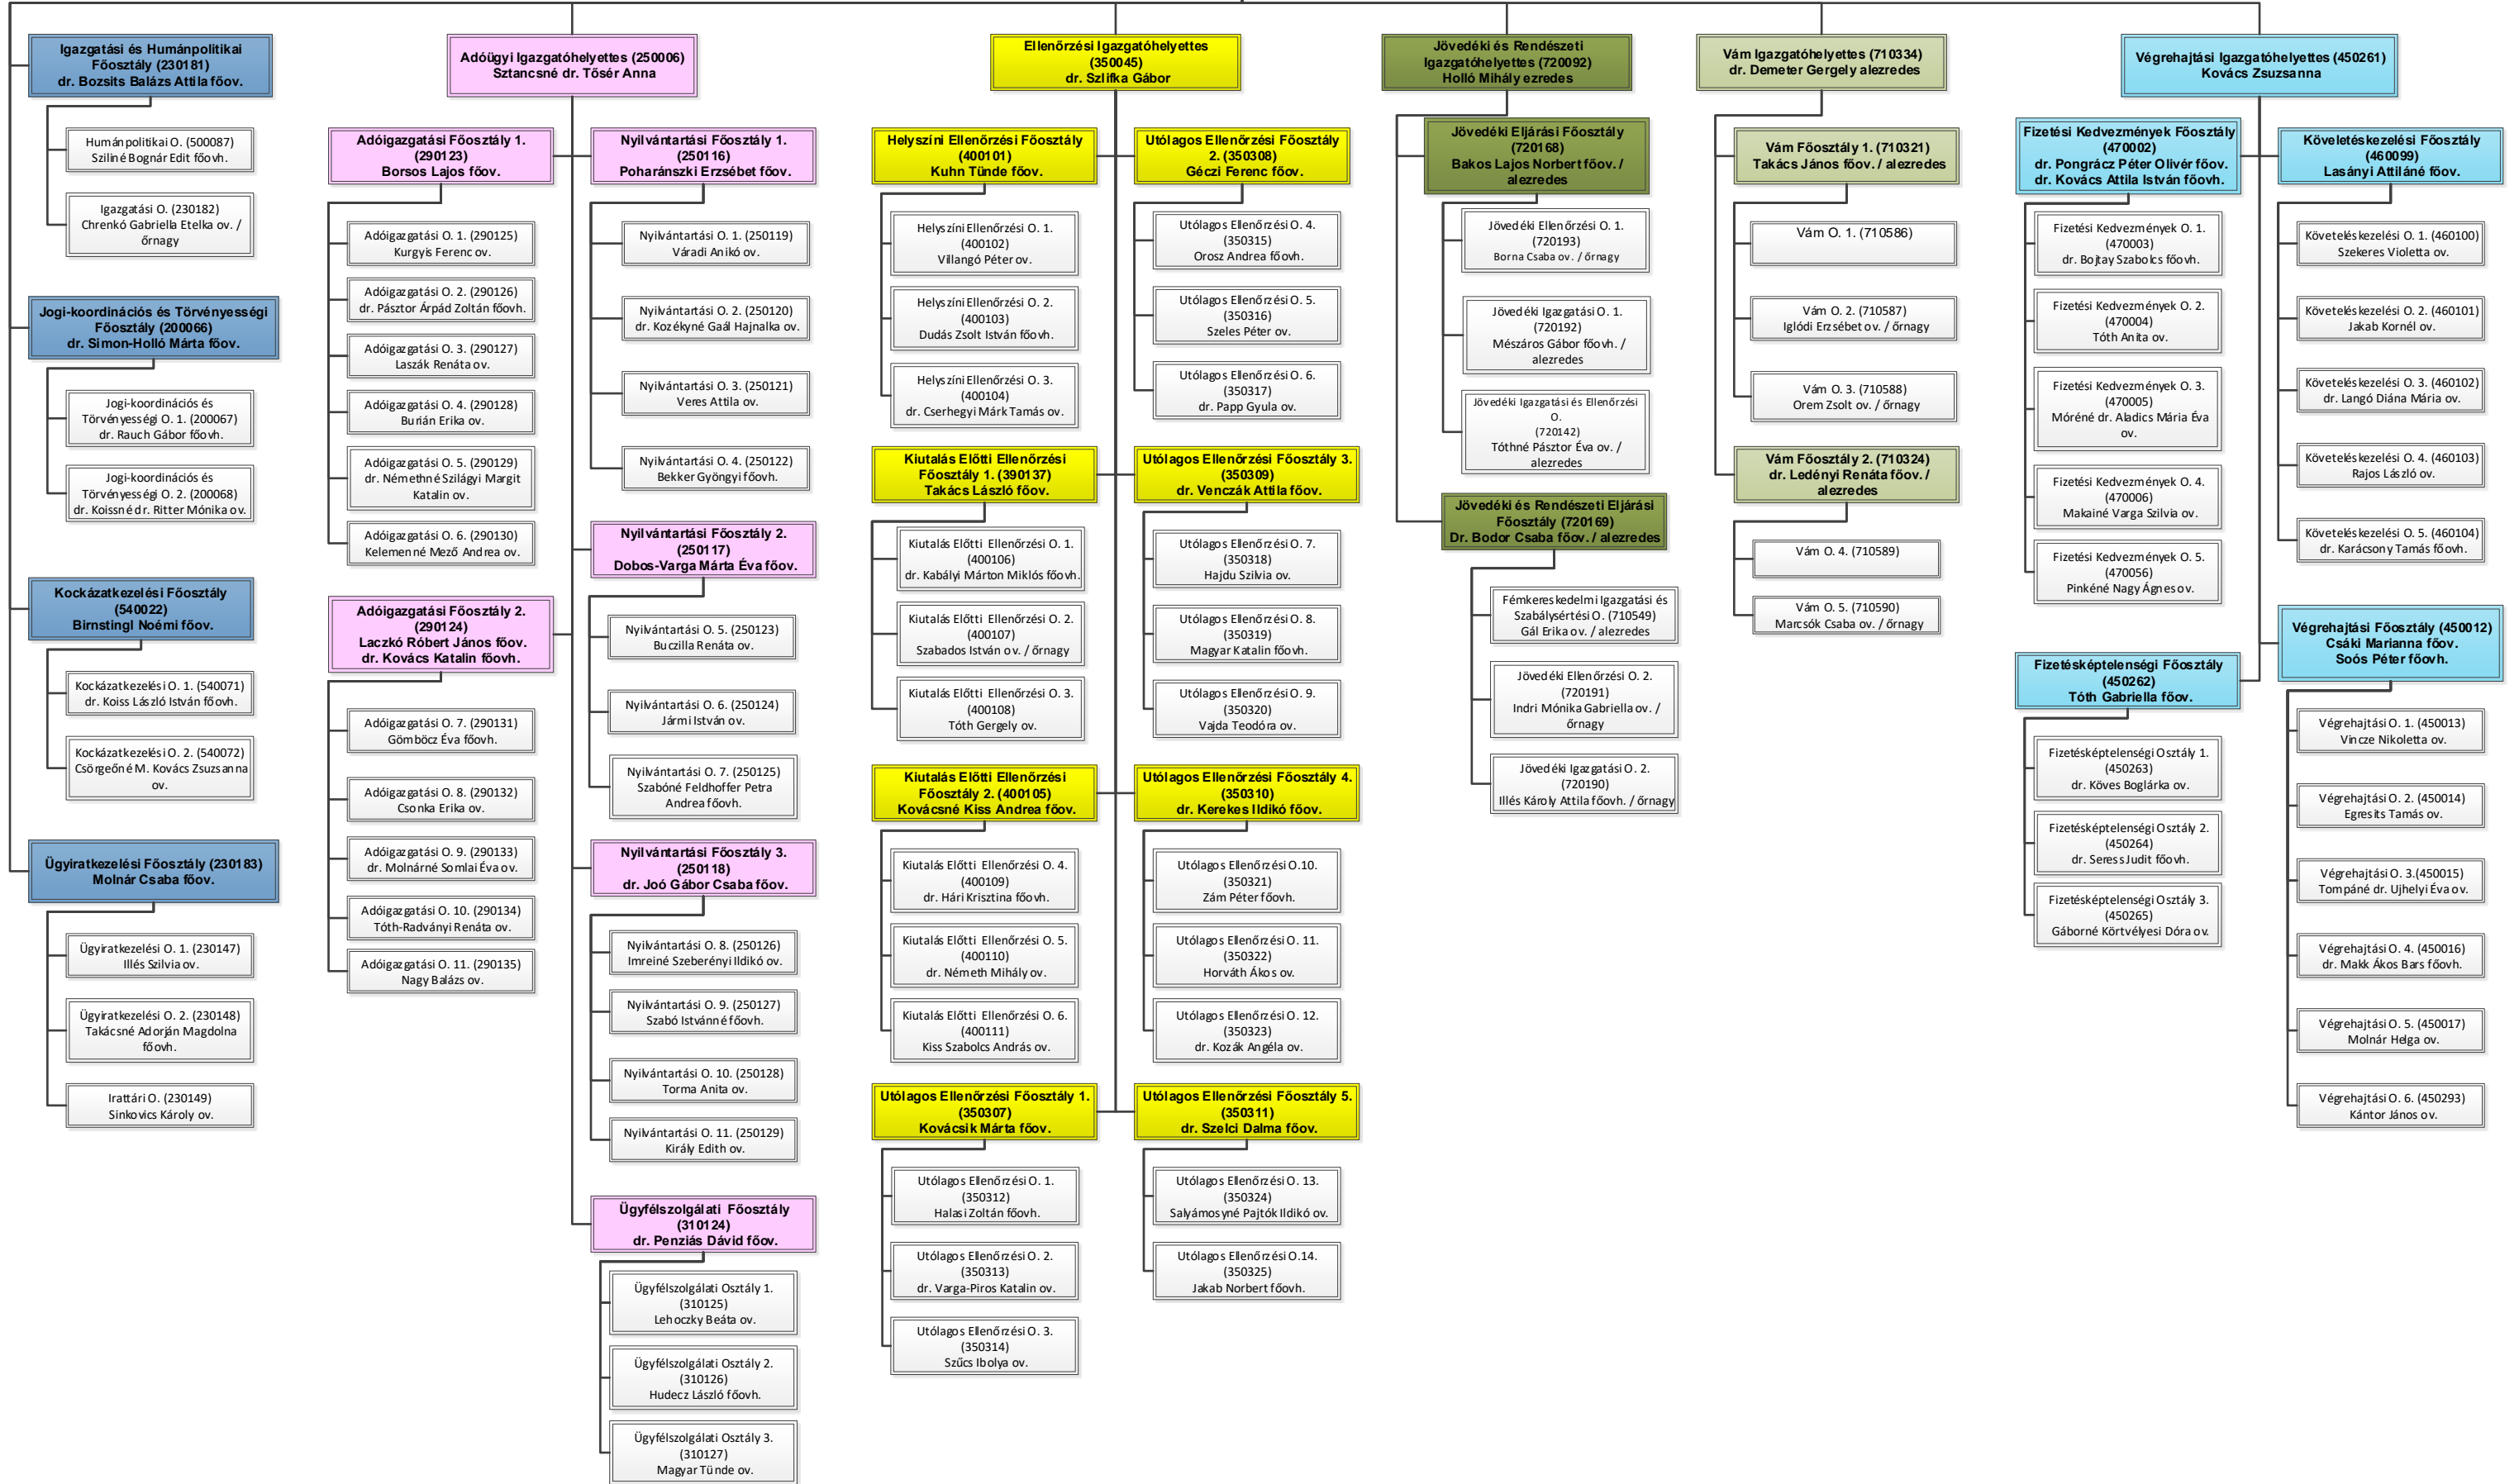 Igazgatási és Humánpolitikai
Főosztály (230181)
dr. Bozsits Balázs Attila főov.
Humánpolitikai O. (500087)
Sziliné Bognár Edit főovh.
Igazgatási O. (230182)
Chrenkó Gabriella Etelka ov. /
őrnagy
Jogi-koordinációs és Törvényességi
Főosztály (200066)
dr. Simon-Holló Márta főov.
Jogi-koordinációs és
Törvényességi O. 1. (200067)
dr. Rauch Gábor főovh.
Jogi-koordinációs és
Törvényességi O. 2. (200068)
dr. Koissné dr. Ritter Mónika ov.
Kockázatkezelési Főosztály
(540022)
Birnstingl Noémi főov.
Kockázatkezelési O. 1. (540071)
dr. Koiss László István főovh.
Kockázatkezelési O. 2. (540072)
Csörgeőné M. Kovács Zsuzsanna
ov.
Ügyiratkezelési Főosztály (230183)
Molnár Csaba főov.
Ügyiratkezelési O. 1. (230147)
Illés Szilvia ov.
Ügyiratkezelési O. 2. (230148)
Takácsné Adorján Magdolna
főovh.
Irattári O. (230149)
Sinkovics Károly ov.
Adóügyi Igazgatóhelyettes (250006)
Sztancsné dr. Tősér Anna
Adóigazgatási Főosztály 1.
(290123)
Borsos Lajos főov.
Adóigazgatási O. 1. (290125)
Kurgyis Ferenc ov.
Adóigazgatási O. 2. (290126)
dr. Pásztor Árpád Zoltán főovh.
Adóigazgatási O. 3. (290127)
Laszák Renáta ov.
Adóigazgatási O. 4. (290128)
Burián Erika ov.
Adóigazgatási O. 5. (290129)
dr. Némethné Szilágyi Margit
Katalin ov.
Adóigazgatási O. 6. (290130)
Kelemenné Mező Andrea ov.
Adóigazgatási Főosztály 2.
(290124)
Laczkó Róbert János főov.
dr. Kovács Katalin főovh.
Adóigazgatási O. 7. (290131)
Gömböcz Éva főovh.
Adóigazgatási O. 8. (290132)
Csonka Erika ov.
Adóigazgatási O. 9. (290133)
dr. Molnárné Somlai Éva ov.
Adóigazgatási O. 10. (290134)
Tóth-Radványi Renáta ov.
Adóigazgatási O. 11. (290135)
Nagy Balázs ov.
Nyilvántartási Főosztály 1.
(250116)
Poharánszki Erzsébet főov.
Nyilvántartási O. 1. (250119)
Váradi Anikó ov.
Nyilvántartási O. 2. (250120)
dr. Kozékyné Gaál Hajnalka ov.
Nyilvántartási O. 3. (250121)
Veres Attila ov.
Nyilvántartási O. 4. (250122)
Bekker Gyöngyi főovh.
Nyilvántartási Főosztály 2.
(250117)
Dobos-Varga Márta Éva főov.
Nyilvántartási O. 5. (250123)
Buczilla Renáta ov.
Nyilvántartási O. 6. (250124)
Jármi István ov.
Nyilvántartási O. 7. (250125)
Szabóné Feldhoffer Petra
Andrea főovh.
Nyilvántartási Főosztály 3.
(250118)
dr. Joó Gábor Csaba főov.
Nyilvántartási O. 8. (250126)
Imreiné Szeberényi Ildikó ov.
Nyilvántartási O. 9. (250127)
Szabó Istvánné főovh.
Nyilvántartási O. 10. (250128)
Torma Anita ov.
Nyilvántartási O. 11. (250129)
Király Edith ov.
Ügyfélszolgálati Főosztály
(310124)
dr. Penziás Dávid főov.
Ügyfélszolgálati Osztály 1.
(310125)
Lehoczky Beáta ov.
Ügyfélszolgálati Osztály 2.
(310126)
Hudecz László főovh.
Ügyfélszolgálati Osztály 3.
(310127)
Magyar Tünde ov.
Ellenőrzési Igazgatóhelyettes
(350045)
dr. Szlifka Gábor
Helyszíni Ellenőrzési Főosztály
(400101)
Kuhn Tünde főov.
Helyszíni Ellenőrzési O. 1.
(400102)
Villangó Péter ov.
Helyszíni Ellenőrzési O. 2.
(400103)
Dudás Zsolt István főovh.
Helyszíni Ellenőrzési O. 3.
(400104)
dr. Cserhegyi Márk Tamás ov.
Kiutalás Előtti Ellenőrzési
Főosztály 1. (390137)
Takács László főov.
Kiutalás Előtti Ellenőrzési O. 1.
(400106)
dr. Kabályi Márton Miklós főovh.
Kiutalás Előtti Ellenőrzési O. 2.
(400107)
Szabados István ov. / őrnagy
Kiutalás Előtti Ellenőrzési O. 3.
(400108)
Tóth Gergely ov.
Kiutalás Előtti Ellenőrzési
Főosztály 2. (400105)
Kovácsné Kiss Andrea főov.
Kiutalás Előtti Ellenőrzési O. 4.
(400109)
dr. Hári Krisztina főovh.
Kiutalás Előtti Ellenőrzési O. 5.
(400110)
dr. Németh Mihály ov.
Kiutalás Előtti Ellenőrzési O. 6.
(400111)
Kiss Szabolcs András ov.
Utólagos Ellenőrzési Főosztály 1.
(350307)
Kovácsik Márta főov.
Utólagos Ellenőrzési O. 1.
(350312)
Halasi Zoltán főovh.
Utólagos Ellenőrzési O. 2.
(350313)
dr. Varga-Piros Katalin ov.
Utólagos Ellenőrzési O. 3.
(350314)
Szűcs Ibolya ov.
Utólagos Ellenőrzési Főosztály
2. (350308)
Géczi Ferenc főov.
Utólagos Ellenőrzési O. 4.
(350315)
Orosz Andrea főovh.
Utólagos Ellenőrzési O. 5.
(350316)
Szeles Péter ov.
Utólagos Ellenőrzési O. 6.
(350317)
dr. Papp Gyula ov.
Utólagos Ellenőrzési Főosztály 3.
(350309)
dr. Venczák Attila főov.
Utólagos Ellenőrzési O. 7.
(350318)
Hajdu Szilvia ov.
Utólagos Ellenőrzési O. 8.
(350319)
Magyar Katalin főovh.
Utólagos Ellenőrzési O. 9.
(350320)
Vajda Teodóra ov.
Utólagos Ellenőrzési Főosztály 4.
(350310)
dr. Kerekes Ildikó főov.
Utólagos Ellenőrzési O.10.
(350321)
Zám Péter főovh.
Utólagos Ellenőrzési O. 11.
(350322)
Horváth Ákos ov.
Utólagos Ellenőrzési O. 12.
(350323)
dr. Kozák Angéla ov.
Utólagos Ellenőrzési Főosztály 5.
(350311)
dr. Szelci Dalma főov.
Utólagos Ellenőrzési O. 13.
(350324)
Salyámosyné Pajtók Ildikó ov.
Utólagos Ellenőrzési O.14.
(350325)
Jakab Norbert főovh.
Jövedéki és Rendészeti
Igazgatóhelyettes (720092)
Holló Mihály ezredes
Jövedéki Eljárási Főosztály
(720168)
Bakos Lajos Norbert főov. /
alezredes
Jövedéki Ellenőrzési O. 1.
(720193)
Borna Csaba ov. / őrnagy
Jövedéki Igazgatási O. 1.
(720192)
Mészáros Gábor főovh. /
alezredes
Jövedéki Igazgatási és Ellenőrzési
O.
(720142)
Tóthné Pásztor Éva ov. /
alezredes
Jövedéki és Rendészeti Eljárási
Főosztály (720169)
Dr. Bodor Csaba főov. / alezredes
Fémkereskedelmi Igazgatási és
Szabálysértési O. (710549)
Gál Erika ov. / alezredes
Jövedéki Ellenőrzési O. 2.
(720191)
Indri Mónika Gabriella ov. /
őrnagy
Jövedéki Igazgatási O. 2.
(720190)
Illés Károly Attila főovh. / őrnagy
Vám Igazgatóhelyettes (710334)
dr. Demeter Gergely alezredes
Vám Főosztály 1. (710321)
Takács János főov. / alezredes
Vám O. 1. (710586)
Vám O. 2. (710587)
Iglódi Erzsébet ov. / őrnagy
Vám O. 3. (710588)
Orem Zsolt ov. / őrnagy
Vám Főosztály 2. (710324)
dr. Ledényi Renáta főov. /
alezredes
Vám O. 4. (710589)
Vám O. 5. (710590)
Marcsók Csaba ov. / őrnagy
Végrehajtási Igazgatóhelyettes (450261)
Kovács Zsuzsanna
Fizetési Kedvezmények Főosztály
(470002)
dr. Pongrácz Péter Olivér főov.
dr. Kovács Attila István főovh.
Fizetési Kedvezmények O. 1.
(470003)
dr. Bojtay Szabolcs főovh.
Fizetési Kedvezmények O. 2.
(470004)
Tóth Anita ov.
Fizetési Kedvezmények O. 3.
(470005)
Móréné dr. Aladics Mária Éva
ov.
Fizetési Kedvezmények O. 4.
(470006)
Makainé Varga Szilvia ov.
Fizetési Kedvezmények O. 5.
(470056)
Pinkéné Nagy Ágnes ov.
Fizetésképtelenségi Főosztály
(450262)
Tóth Gabriella főov.
Fizetésképtelenségi Osztály 1.
(450263)
dr. Köves Boglárka ov.
Fizetésképtelenségi Osztály 2.
(450264)
dr. Seress Judit főovh.
Fizetésképtelenségi Osztály 3.
(450265)
Gáborné Körtvélyesi Dóra ov.
Köveletéskezelési Főosztály
(460099)
Lasányi Attiláné főov.
Követeléskezelési O. 1. (460100)
Szekeres Violetta ov.
Követeléskezelési O. 2. (460101)
Jakab Kornél ov.
Követeléskezelési O. 3. (460102)
dr. Langó Diána Mária ov.
Követeléskezelési O. 4. (460103)
Rajos László ov.
Követeléskezelési O. 5. (460104)
dr. Karácsony Tamás főovh.
Végrehajtási Főosztály (450012)
Csáki Marianna főov.
Soós Péter főovh.
Végrehajtási O. 1. (450013)
Vincze Nikoletta ov.
Végrehajtási O. 2. (450014)
Egresits Tamás ov.
Végrehajtási O. 3.(450015)
Tompáné dr. Ujhelyi Éva ov.
Végrehajtási O. 4. (450016)
dr. Makk Ákos Bars főovh.
Végrehajtási O. 5. (450017)
Molnár Helga ov.
Végrehajtási O. 6. (450293)
Kántor János ov.